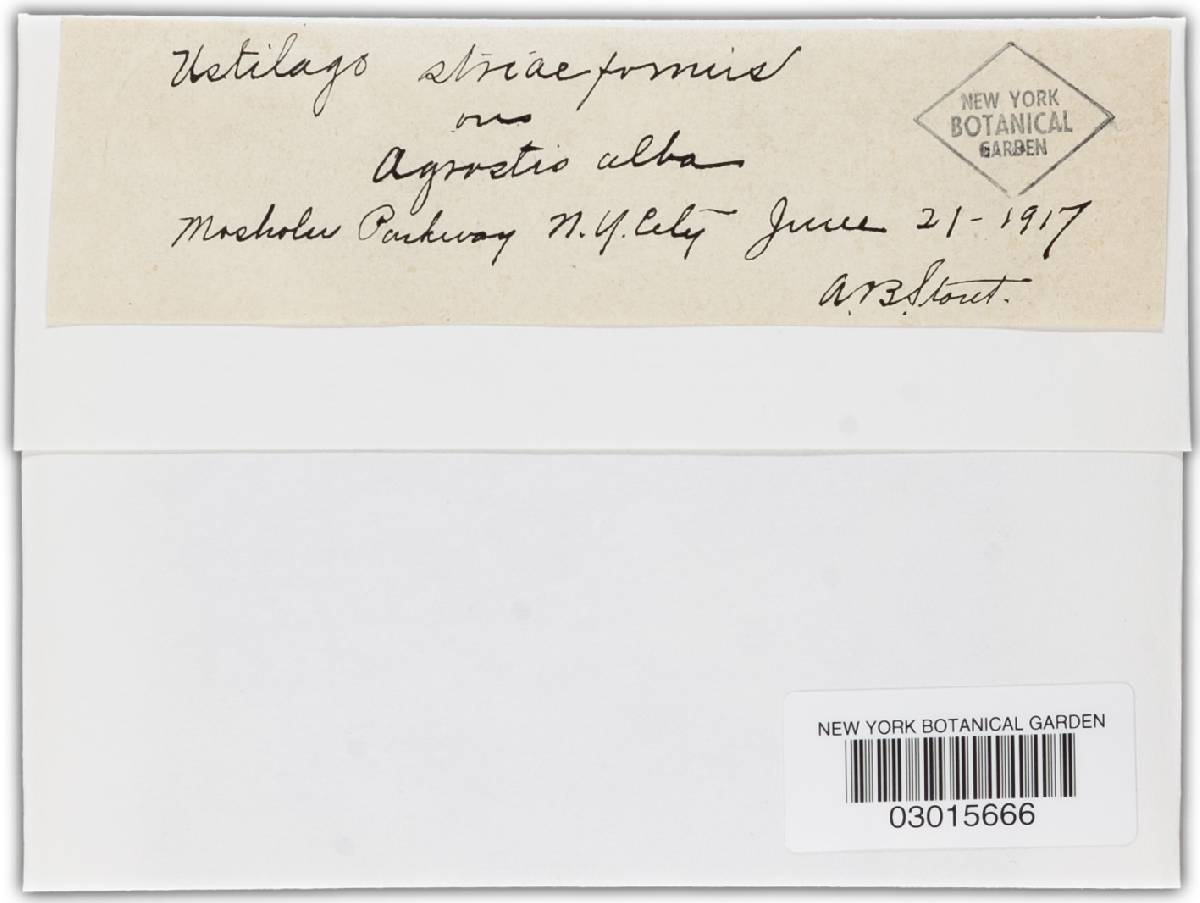 Ustilago striaeformis
on
Agrostis alba
Mosholu Parkway N.Y. City June 21-1917
A.B. Stout.
NEW YORK
BOTANICAL
GARDEN
NEW YORK BOTANICAL GARDEN
03015666